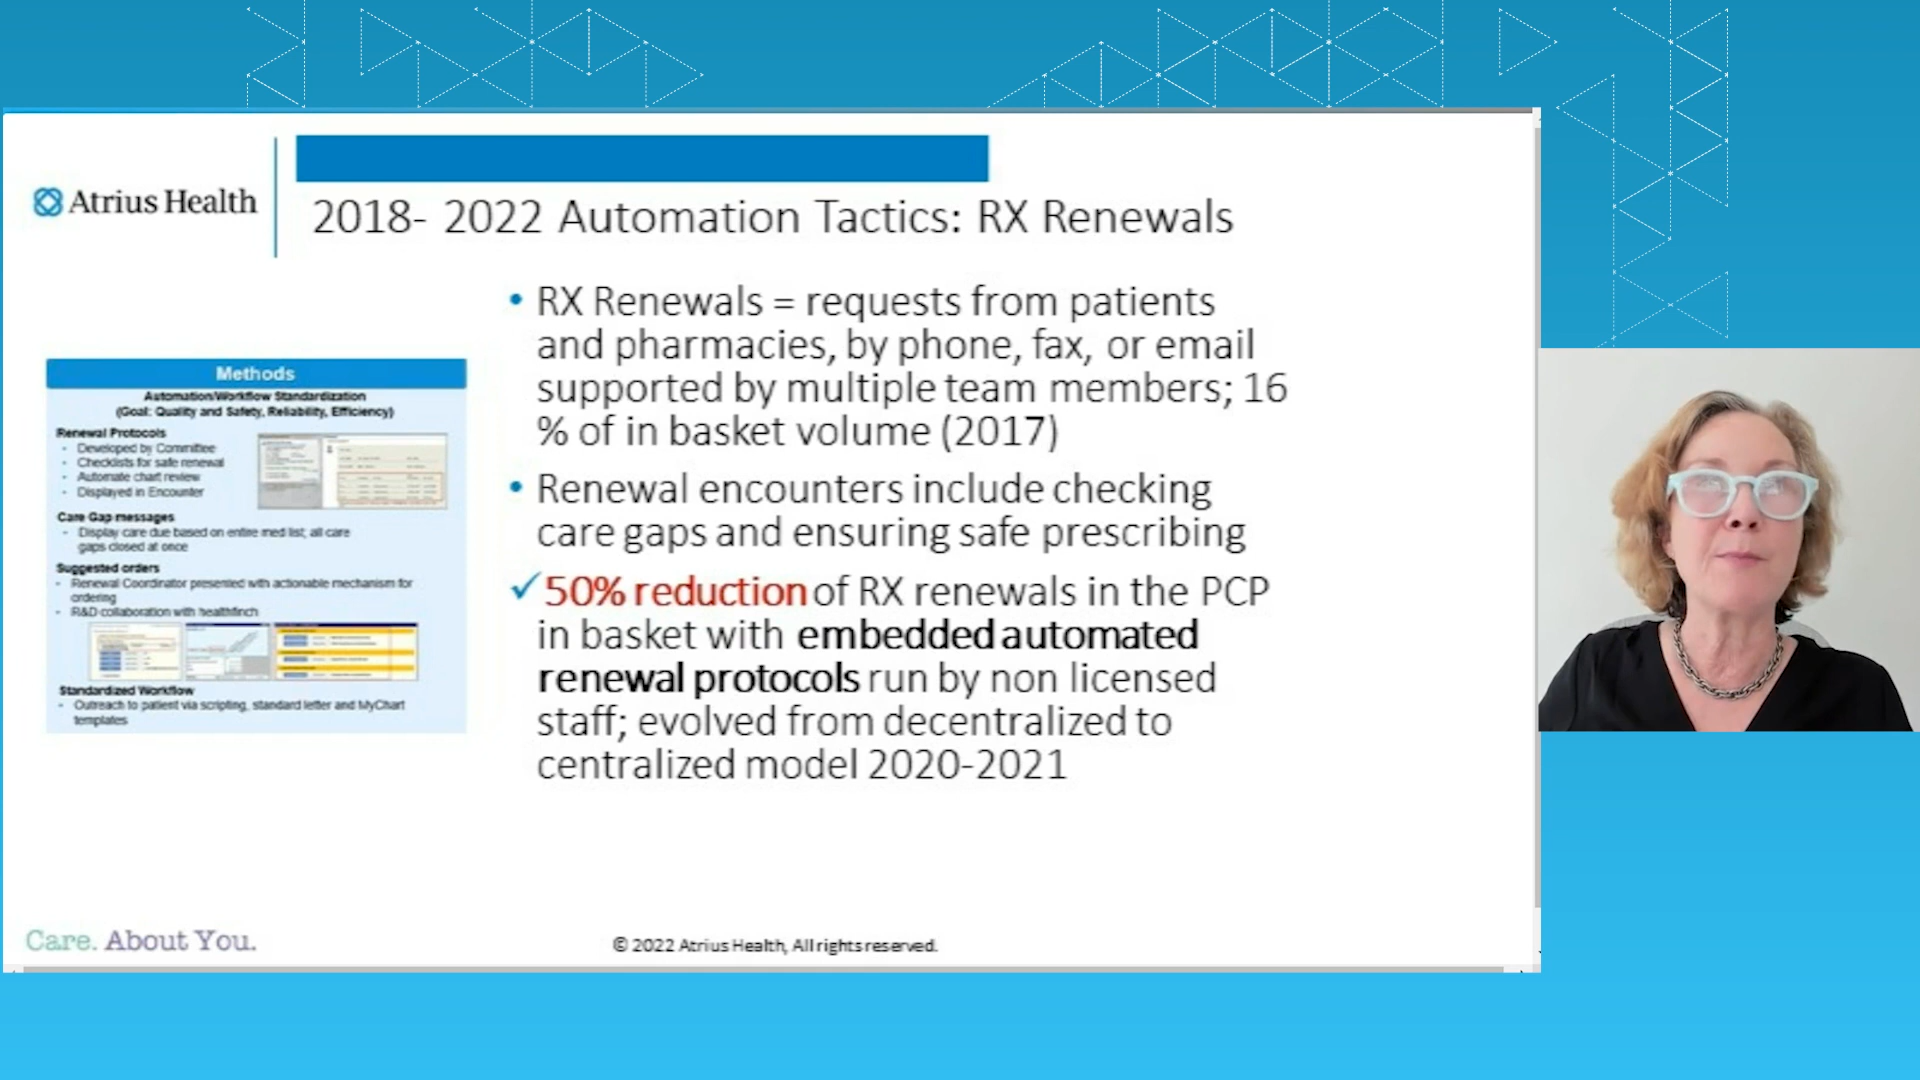 Atrius Health
2018- 2022 Automation Tactics: RX Renewals
• RX Renewals = requests from patients
and pharmacies, by phone, fax, or email
supported by multiple team members; 16
% of in basket volume (2017)
• Renewal encounters include checking
care gaps and ensuring safe prescribing
✓ 50% reduction of RX renewals in the PCP
in basket with embedded automated
renewal protocols run by non licensed
staff; evolved from decentralized to
centralized model 2020-2021
Methods
Automation/Workflow Standardization
(Goal: Quality and Safety, Reliability, Efficiency)
Renewal Protocols
• Developed by Committee
• Checklists for safe renewal
• Automate chart review
• Displayed in Encounter
Care Gap messages
• Display care due based on entire med list; all care
gaps closed at once
Suggested orders
• Renewal Coordinator presented with actionable mechanism for
ordering
• R&D collaboration with healthfinch
Standardized Workflow
• Outreach to patient via scripting, standard letter and MyChart
templates
Care. About You.
© 2022 Atrius Health, All rights reserved.